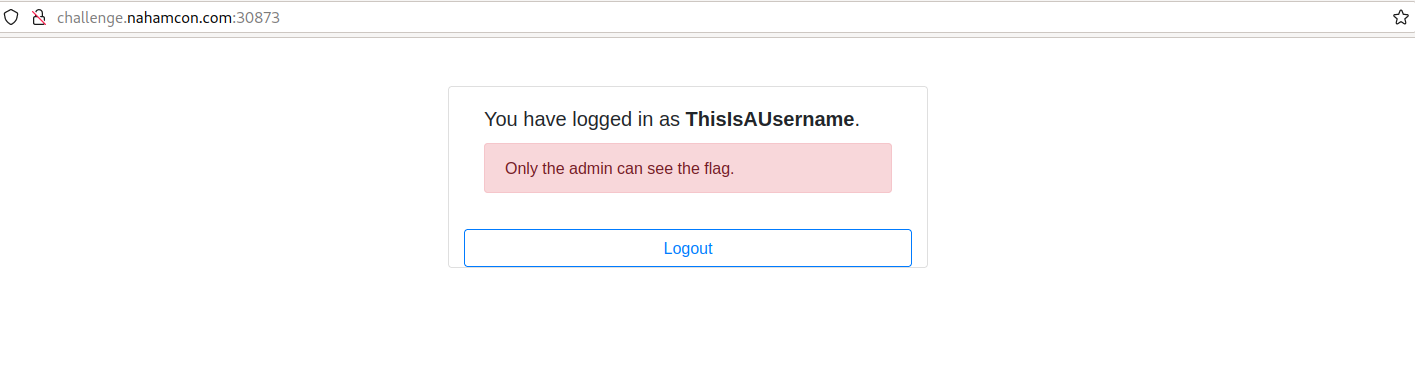 challenge.nahamcon.com:30873
You have logged in as ThisIsAUsername.
Only the admin can see the flag.
Logout